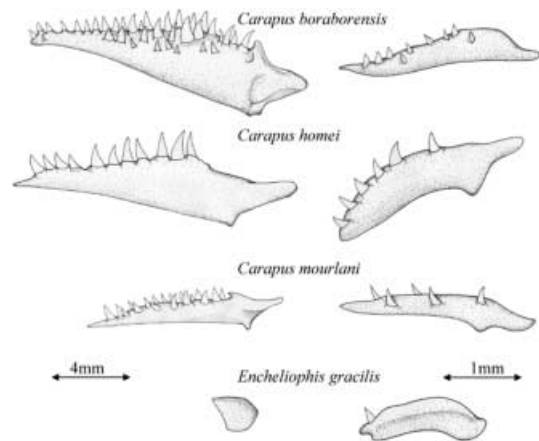 Carapus boraborensis
Carapus homei
Carapus mourlani
4mm
1mm
Encheliophis gracilis